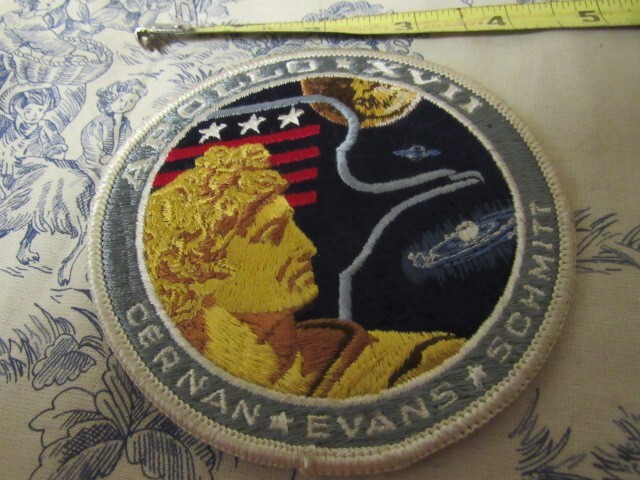 3 4 5
APOLLO ★ XVII
CERNAN ★ EVANS ★ SCHMITT